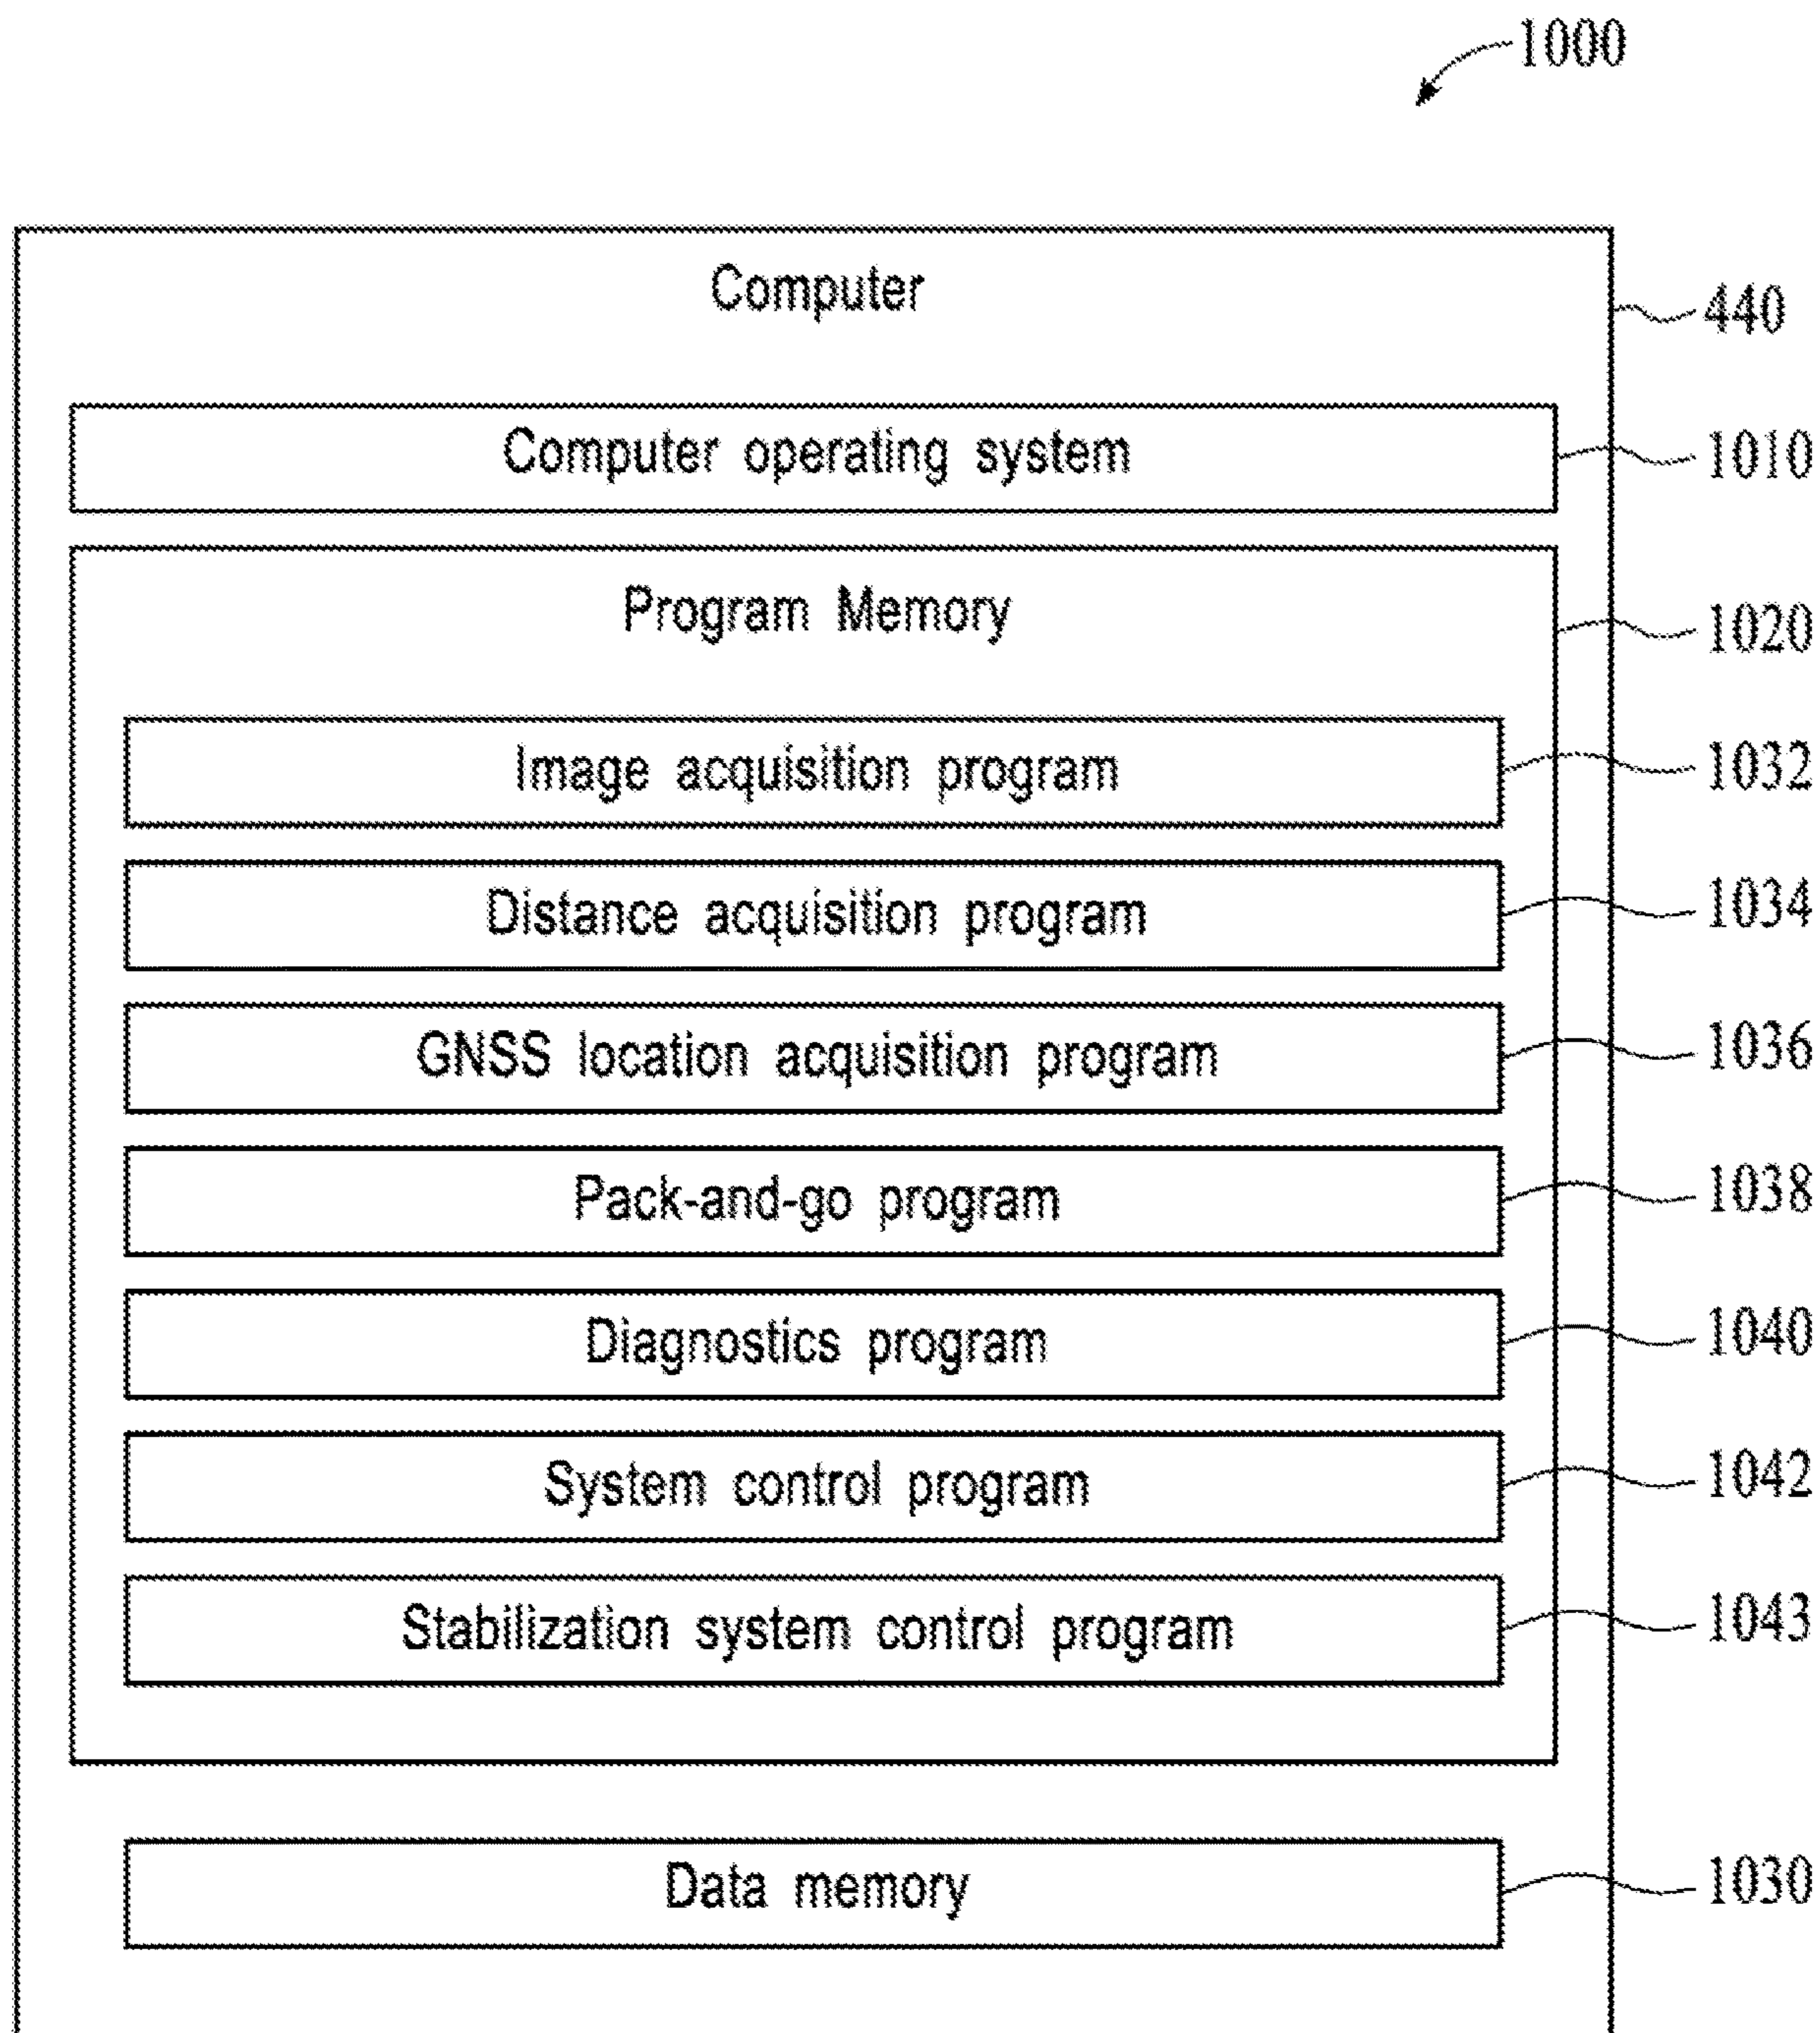 1000
Computer
440
Computer operating system
1010
Program Memory
1020
Image acquisition program
1032
Distance acquisition program
1034
GNSS location acquisition program
1036
Pack-and-go program
1038
Diagnostics program
1040
System control program
1042
Stabilization system control program
1043
Data memory
1030